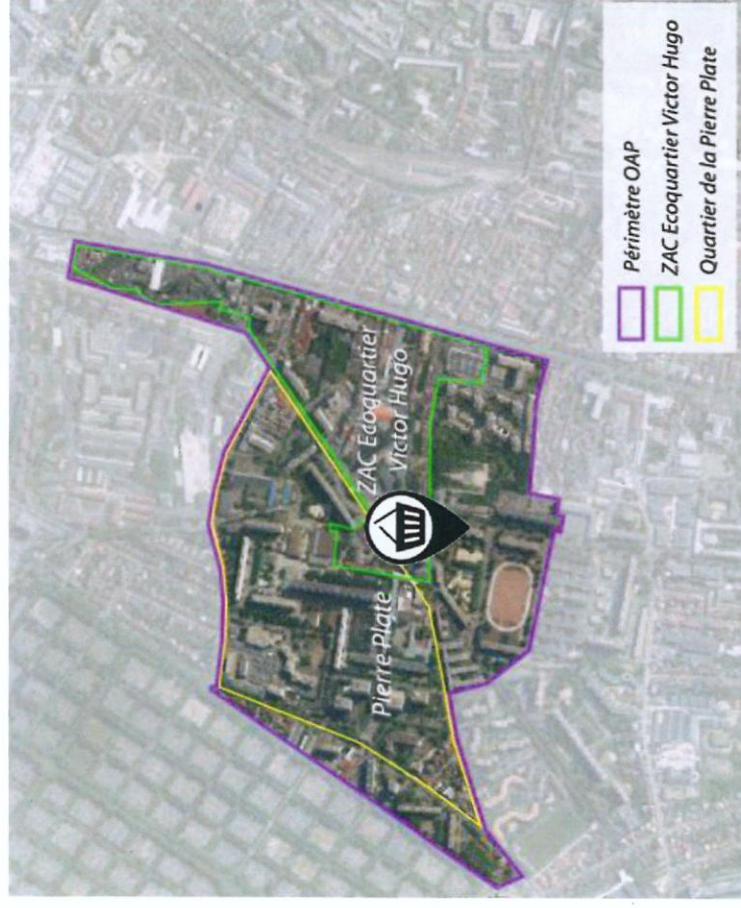 ZAC Ecoquartier
Victor Hugo
Pierre Plate
Périmètre OAP
ZAC Ecoquartier Victor Hugo
Quartier de la Pierre Plate